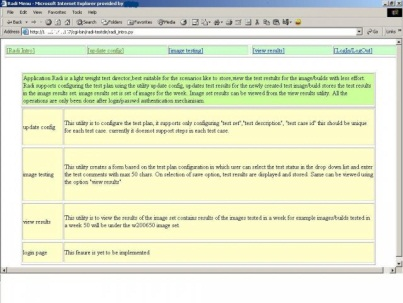 Radi Menu - Microsoft Internet Explorer provided by
File Edit View Favorites Tools Help
Back Search Favorites Media
Address http://1 /cgi-bin/radi-testdir/radi_intro.py Go Links
[Radi Intro] [update config] [image testing] [view results] [LogIn/LogOut]
Application Radi is a light weight test director,best suitable for the scenarios like to store,view the test results for the image/builds with less effort.
Radi supports configuring the test plan using the utility update config, updates test results for the newly created test image/build stores the test results
in the image results set. image results set is set of images for the week. Image set results can be viewed from the view results utility. All the
operations are only been done after login/password authentication mechanism.
update config
This utility is to configure the test plan, it supports only configuring "test set","test description", "test case id" this should be unique
for each test case. currently it doesnot support steps in each test case.
image testing
This utility creates a form based on the test plan configuration in which user can select the test status in the drop down list and enter
the test comments with max 50 chars. On selection of save option, test results are displayed and stored. Same can be viewed using
the option "view results"
view results
This utility is to view the results of the image set contains results of the images tested in a week for example images/builds tested in
a week 50 will be under the w200650 image set
login page
This feaure is yet to be implemented